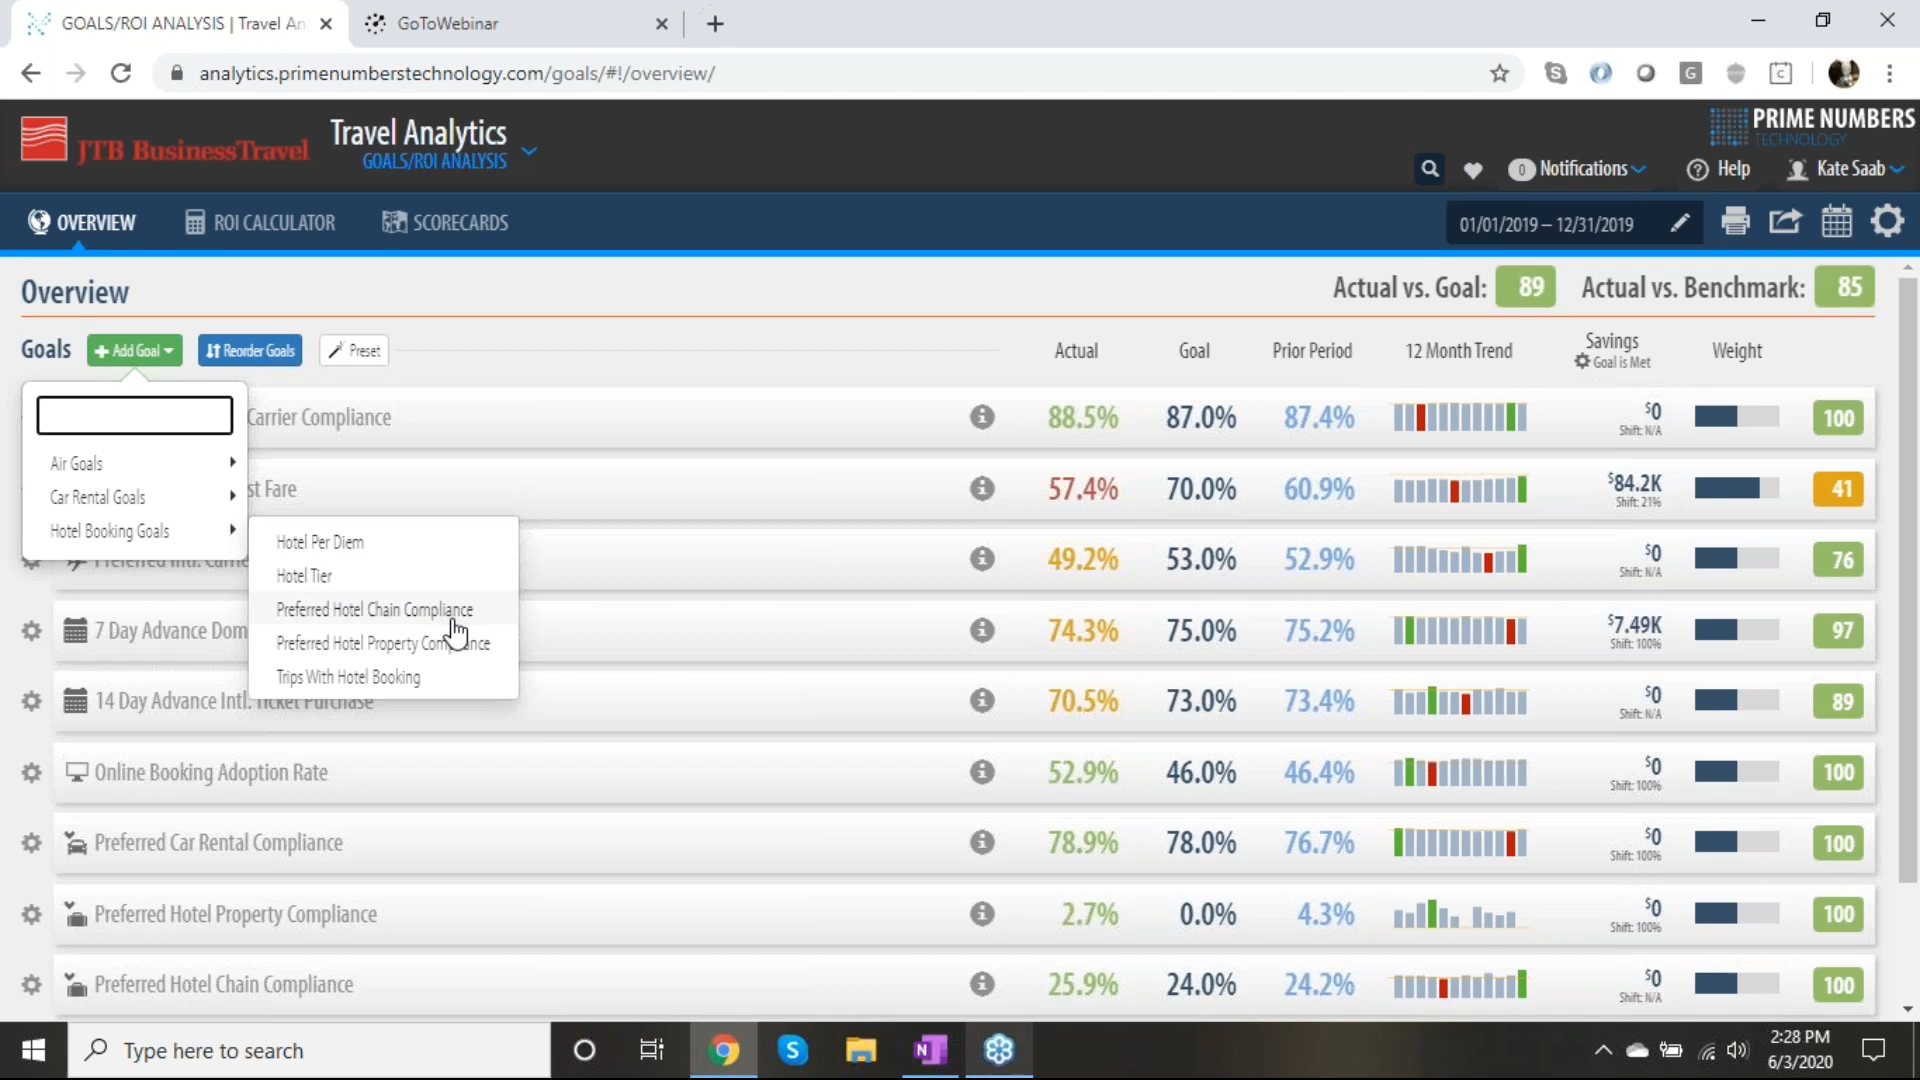 GOALS/ROI ANALYSIS | Travel An
GoToWebinar
analytics.primenumberstechnology.com/goals/#!/overview/
JTB BusinessTravel
Travel Analytics
GOALS/ROI ANALYSIS
PRIME NUMBERS
TECHNOLOGY
0 Notifications
Help
Kate Saab
OVERVIEW
ROI CALCULATOR
SCORECARDS
01/01/2019 – 12/31/2019
Overview
Actual vs. Goal: 89
Actual vs. Benchmark: 85
Goals
Add Goal
Reorder Goals
Preset
Actual
Goal
Prior Period
12 Month Trend
Savings
Goal is Met
Weight
Carrier Compliance
88.5% 87.0% 87.4%
$0
Shift: N/A
100
Air Goals
Car Rental Goals
Hotel Booking Goals
st Fare
57.4% 70.0% 60.9%
$84.2K
Shift: 21%
41
Hotel Per Diem
Hotel Tier
Preferred Hotel Chain Compliance
Preferred Hotel Property Compliance
Trips With Hotel Booking
Preferred Intl. Carrie
49.2% 53.0% 52.9%
$0
Shift: N/A
76
7 Day Advance Dom
74.3% 75.0% 75.2%
$7.49K
Shift: 100%
97
14 Day Advance Intl. Ticket Purchase
70.5% 73.0% 73.4%
$0
Shift: N/A
89
Online Booking Adoption Rate
52.9% 46.0% 46.4%
$0
Shift: 100%
100
Preferred Car Rental Compliance
78.9% 78.0% 76.7%
$0
Shift: 100%
100
Preferred Hotel Property Compliance
2.7% 0.0% 4.3%
$0
Shift: 100%
100
Preferred Hotel Chain Compliance
25.9% 24.0% 24.2%
$0
Shift: N/A
100
Type here to search
2:28 PM
6/3/2020